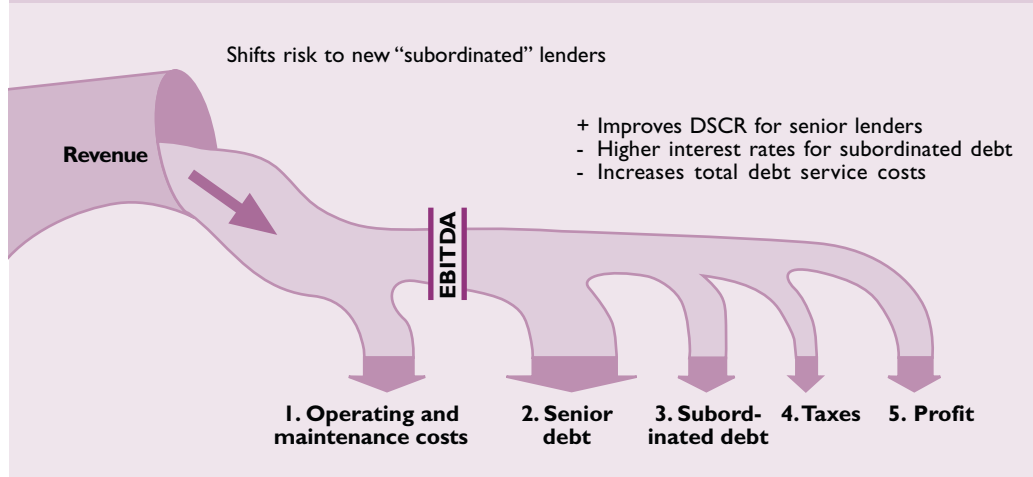 Shifts risk to new “subordinated” lenders
+ Improves DSCR for senior lenders
- Higher interest rates for subordinated debt
- Increases total debt service costs
Revenue
EBITDA
1. Operating and
maintenance costs
2. Senior
debt
3. Subord-
inated debt
4. Taxes
5. Profit